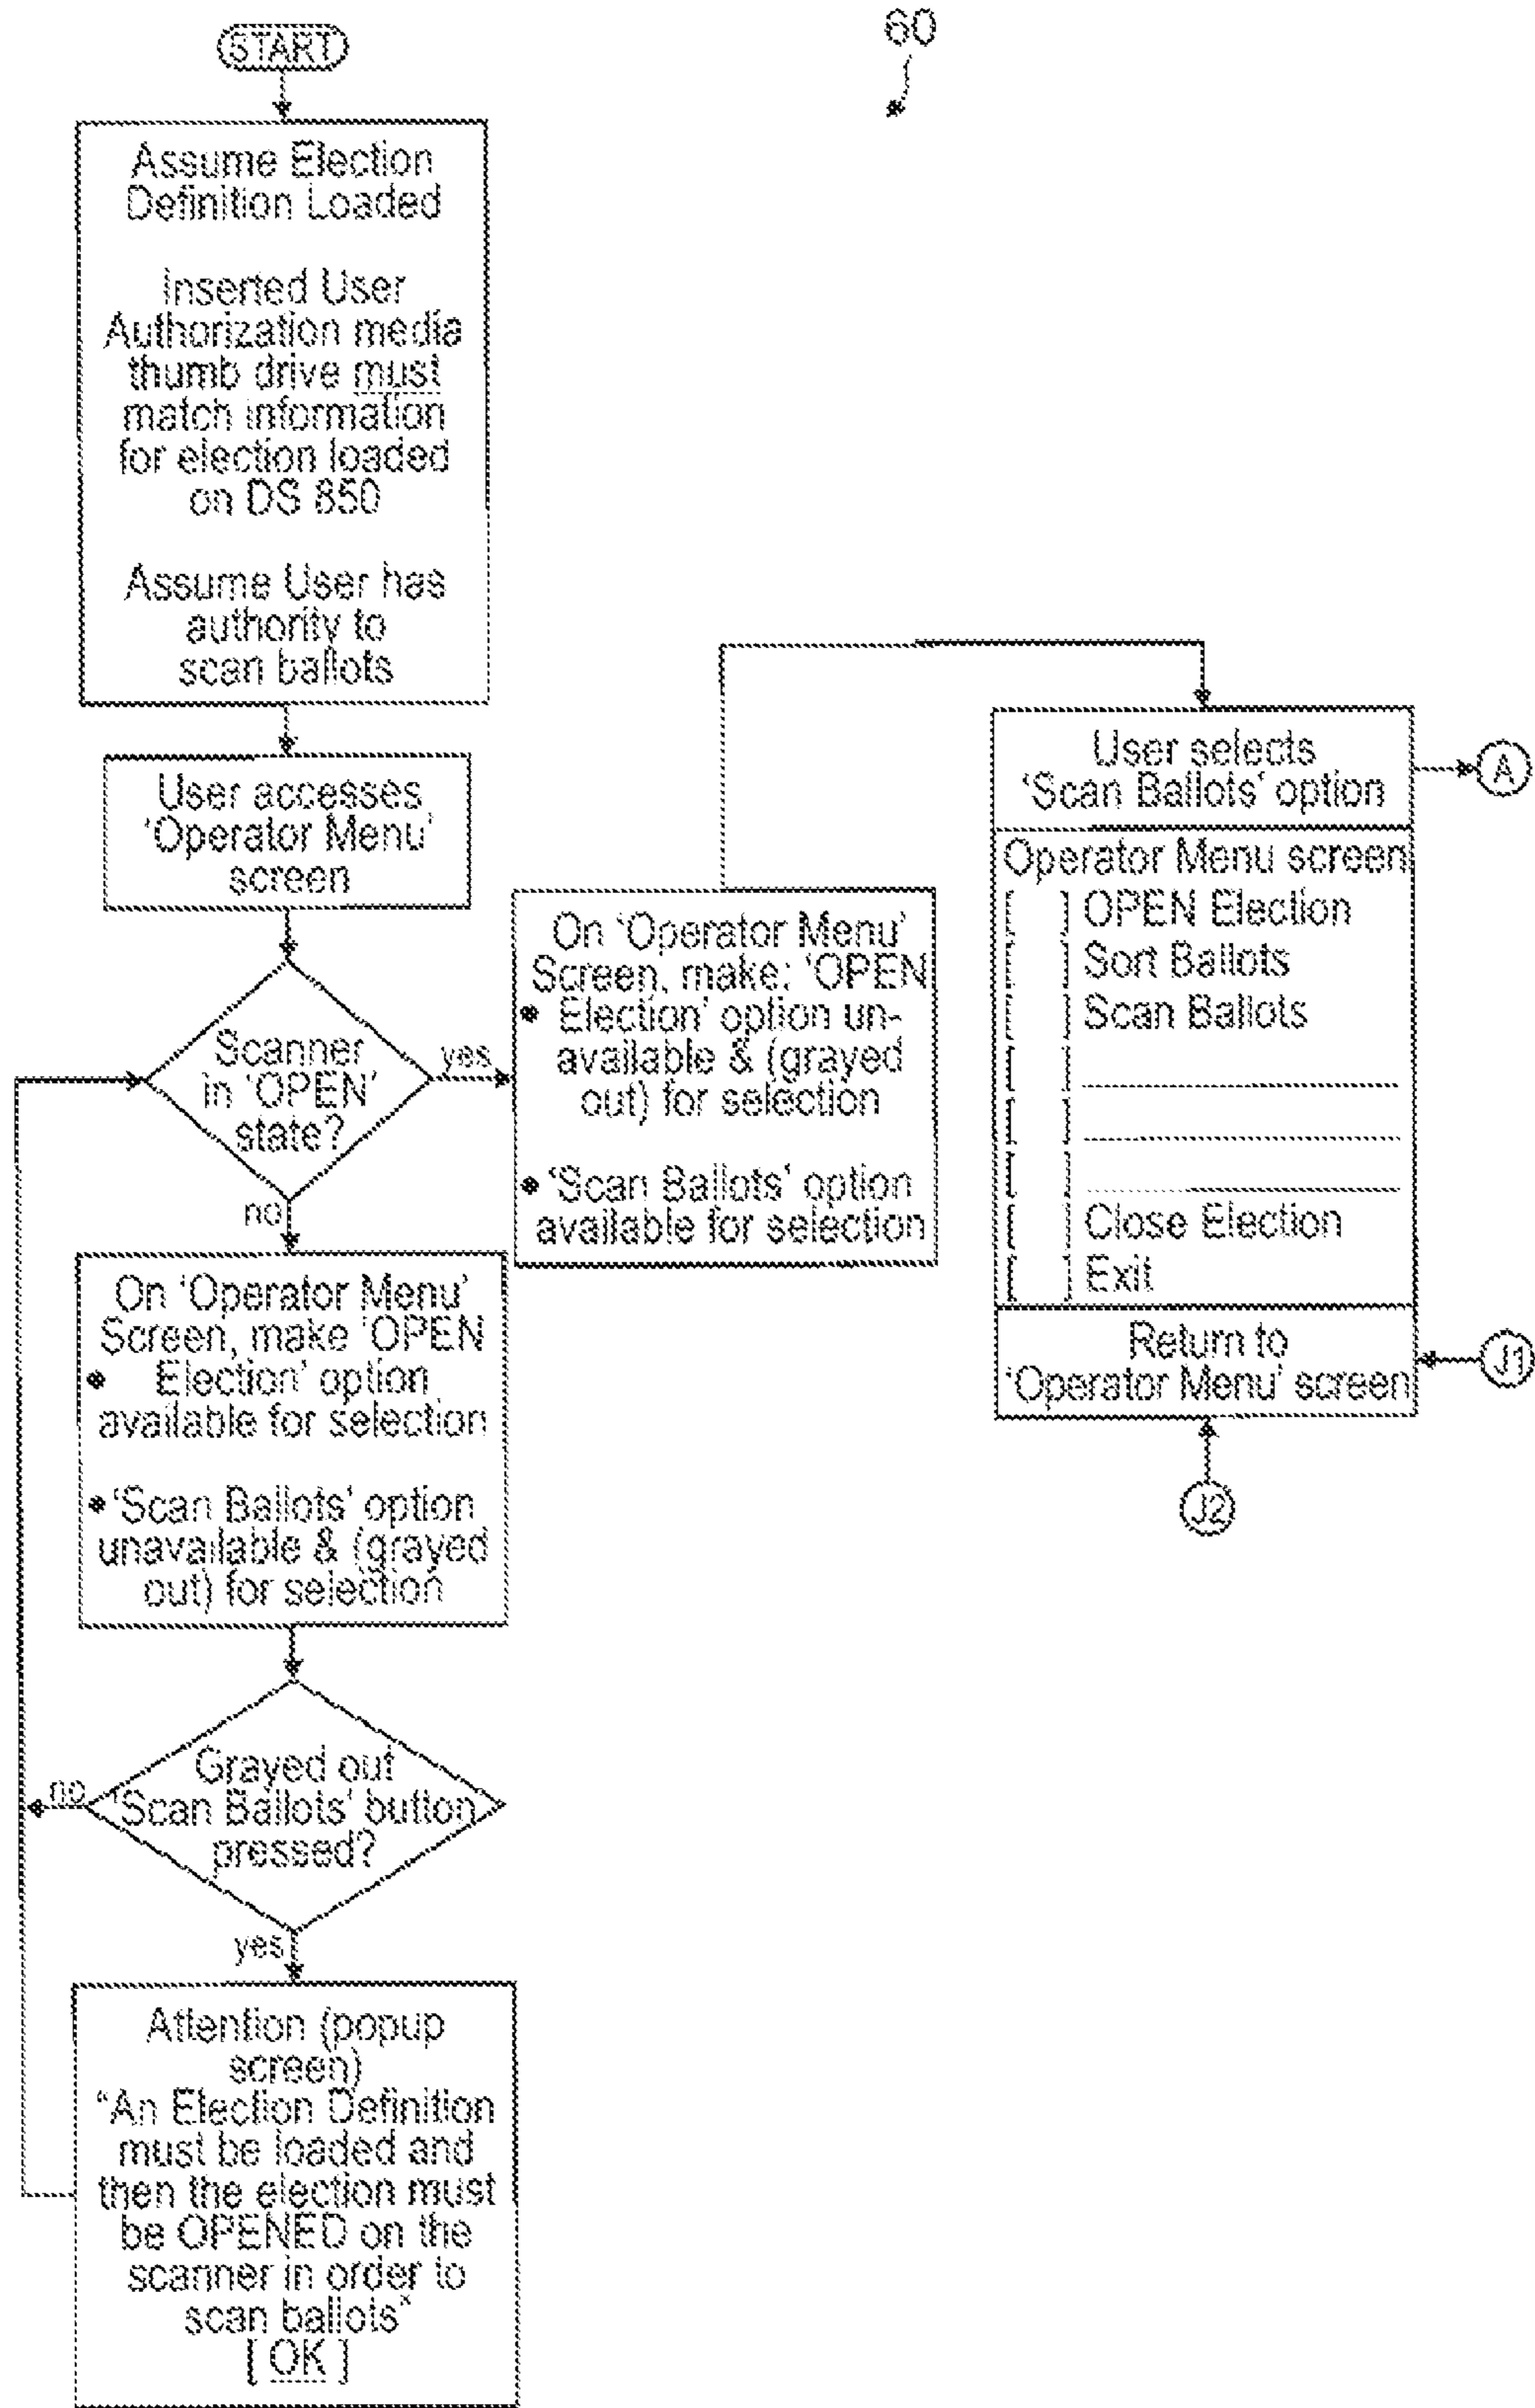 START
60
Assume Election
Definition Loaded
Inserted User
Authorization media
thumb drive must
match information
for election loaded
on DS 850
Assume User has
authority to
scan ballots
User accesses
'Operator Menu'
screen
Scanner
in 'OPEN'
state?
yes
no
On 'Operator Menu'
Screen, make: 'OPEN
• Election' option un-
available & (grayed
out) for selection
• 'Scan Ballots' option
available for selection
On 'Operator Menu'
Screen, make 'OPEN
• Election' option
available for selection
• 'Scan Ballots' option
unavailable & (grayed
out) for selection
Grayed out
'Scan Ballots' button
pressed?
no
yes
Attention (popup
screen)
"An Election Definition
must be loaded and
then the election must
be OPENED on the
scanner in order to
scan ballots"
[ OK ]
User selects
'Scan Ballots' option
A
Operator Menu screen
[ ] OPEN Election
[ ] Sort Ballots
[ ] Scan Ballots
[ ]
[ ]
[ ]
[ ] Close Election
[ ] Exit
Return to
'Operator Menu' screen
J1
J2